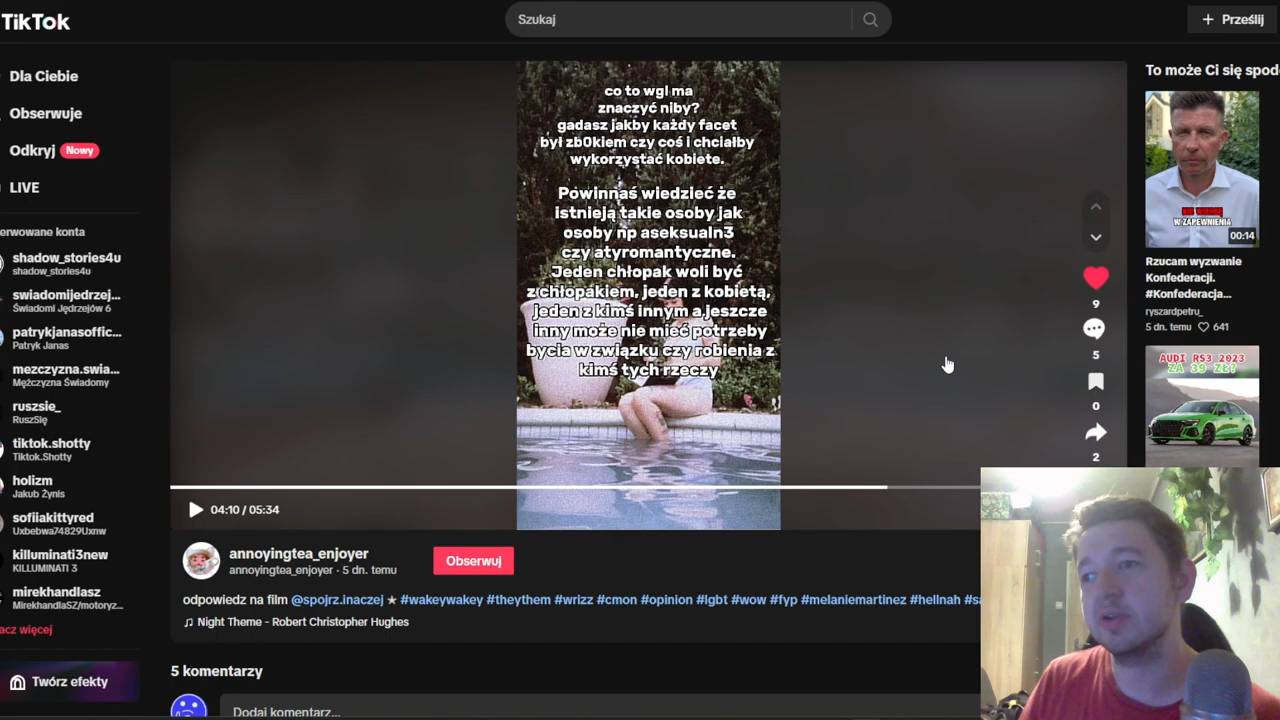 TikTok
Szukaj
Prześlij
Dla Ciebie
Obserwuje
Odkryj Nowy
LIVE
erwowane konta
shadow_stories4u
shadow_stories4u
swiadomijedrzej...
Świadomi Jędrzejów 6
patrykjanasoffic...
Patryk Janas
mezczyzna.swia...
Mężczyzna Świadomy
ruszsie_
RuszSię
tiktok.shotty
Tiktok.Shotty
holizm
Jakub Żynis
sofiiakittyred
Uxbebwa74829Uxnw
killuminati3new
KILLUMINATI 3
mirekhandlasz
MirekhandlaSZ/motoryz...
acz więcej
Twórz efekty
co to wgl ma
znaczyć niby?
gadasz jakby każdy facet
był zb0kiem czy coś i chciałby
wykorzystać kobiete.
Powinnaś wiedzieć że
istnieją takie osoby jak
osoby np aseksualn3
czy atyromantyczne.
Jeden chłopak woli być
z chłopakiem, jeden z kobietą,
jeden z kimś innym a jeszcze
inny może nie mieć potrzeby
bycia w związku czy robienia z
kimś tych rzeczy
9
5
0
2
04:10 / 05:34
annoyingtea_enjoyer
annoyingtea_enjoyer · 5 dn. temu
Obserwuj
odpowiedz na film @spojrz.inaczej ★ #wakeywakey #theythem #wrizz #cmon #opinion #lgbt #wow #fyp #melaniemartinez #hellnah #sa
♫ Night Theme - Robert Christopher Hughes
5 komentarzy
Dodaj komentarz...
To może Ci się spod
W ZAPEWNIENIA
00:14
Rzucam wyzwanie
Konfederacji.
#Konfederacja...
ryszardpetru_
5 dn. temu 641
AUDI RS3 2023
ZA 39 ZŁ?